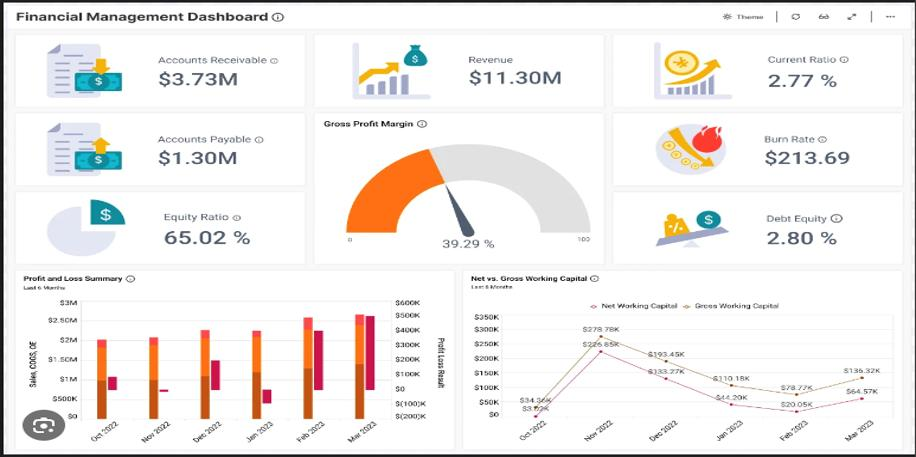 Financial Management Dashboard
Theme
Accounts Receivable
$3.73M
Revenue
$11.30M
Current Ratio
2.77 %
Accounts Payable
$1.30M
Gross Profit Margin
0
39.29 %
100
Burn Rate
$213.69
Equity Ratio
65.02 %
Debt Equity
2.80 %
Profit and Loss Summary
Last 6 Months
Sales, COGS, OE
$3M
$2.50M
$2M
$1.50M
$1M
$500K
$0
$600K
$500K
$400K
$300K
$200K
$100K
$0
$(100)K
$(200)K
Profit Loss Result
Oct 2022
Nov 2022
Dec 2022
Jan 2023
Feb 2023
Mar 2023
Net vs. Gross Working Capital
Last 6 Months
Net Working Capital
Gross Working Capital
$350K
$300K
$250K
$200K
$150K
$100K
$50K
$0
$34.36K
$278.78K
$226.85K
$193.45K
$133.27K
$110.18K
$44.20K
$78.77K
$20.05K
$136.32K
$64.57K
Oct 2022
Nov 2022
Dec 2022
Jan 2023
Feb 2023
Mar 2023